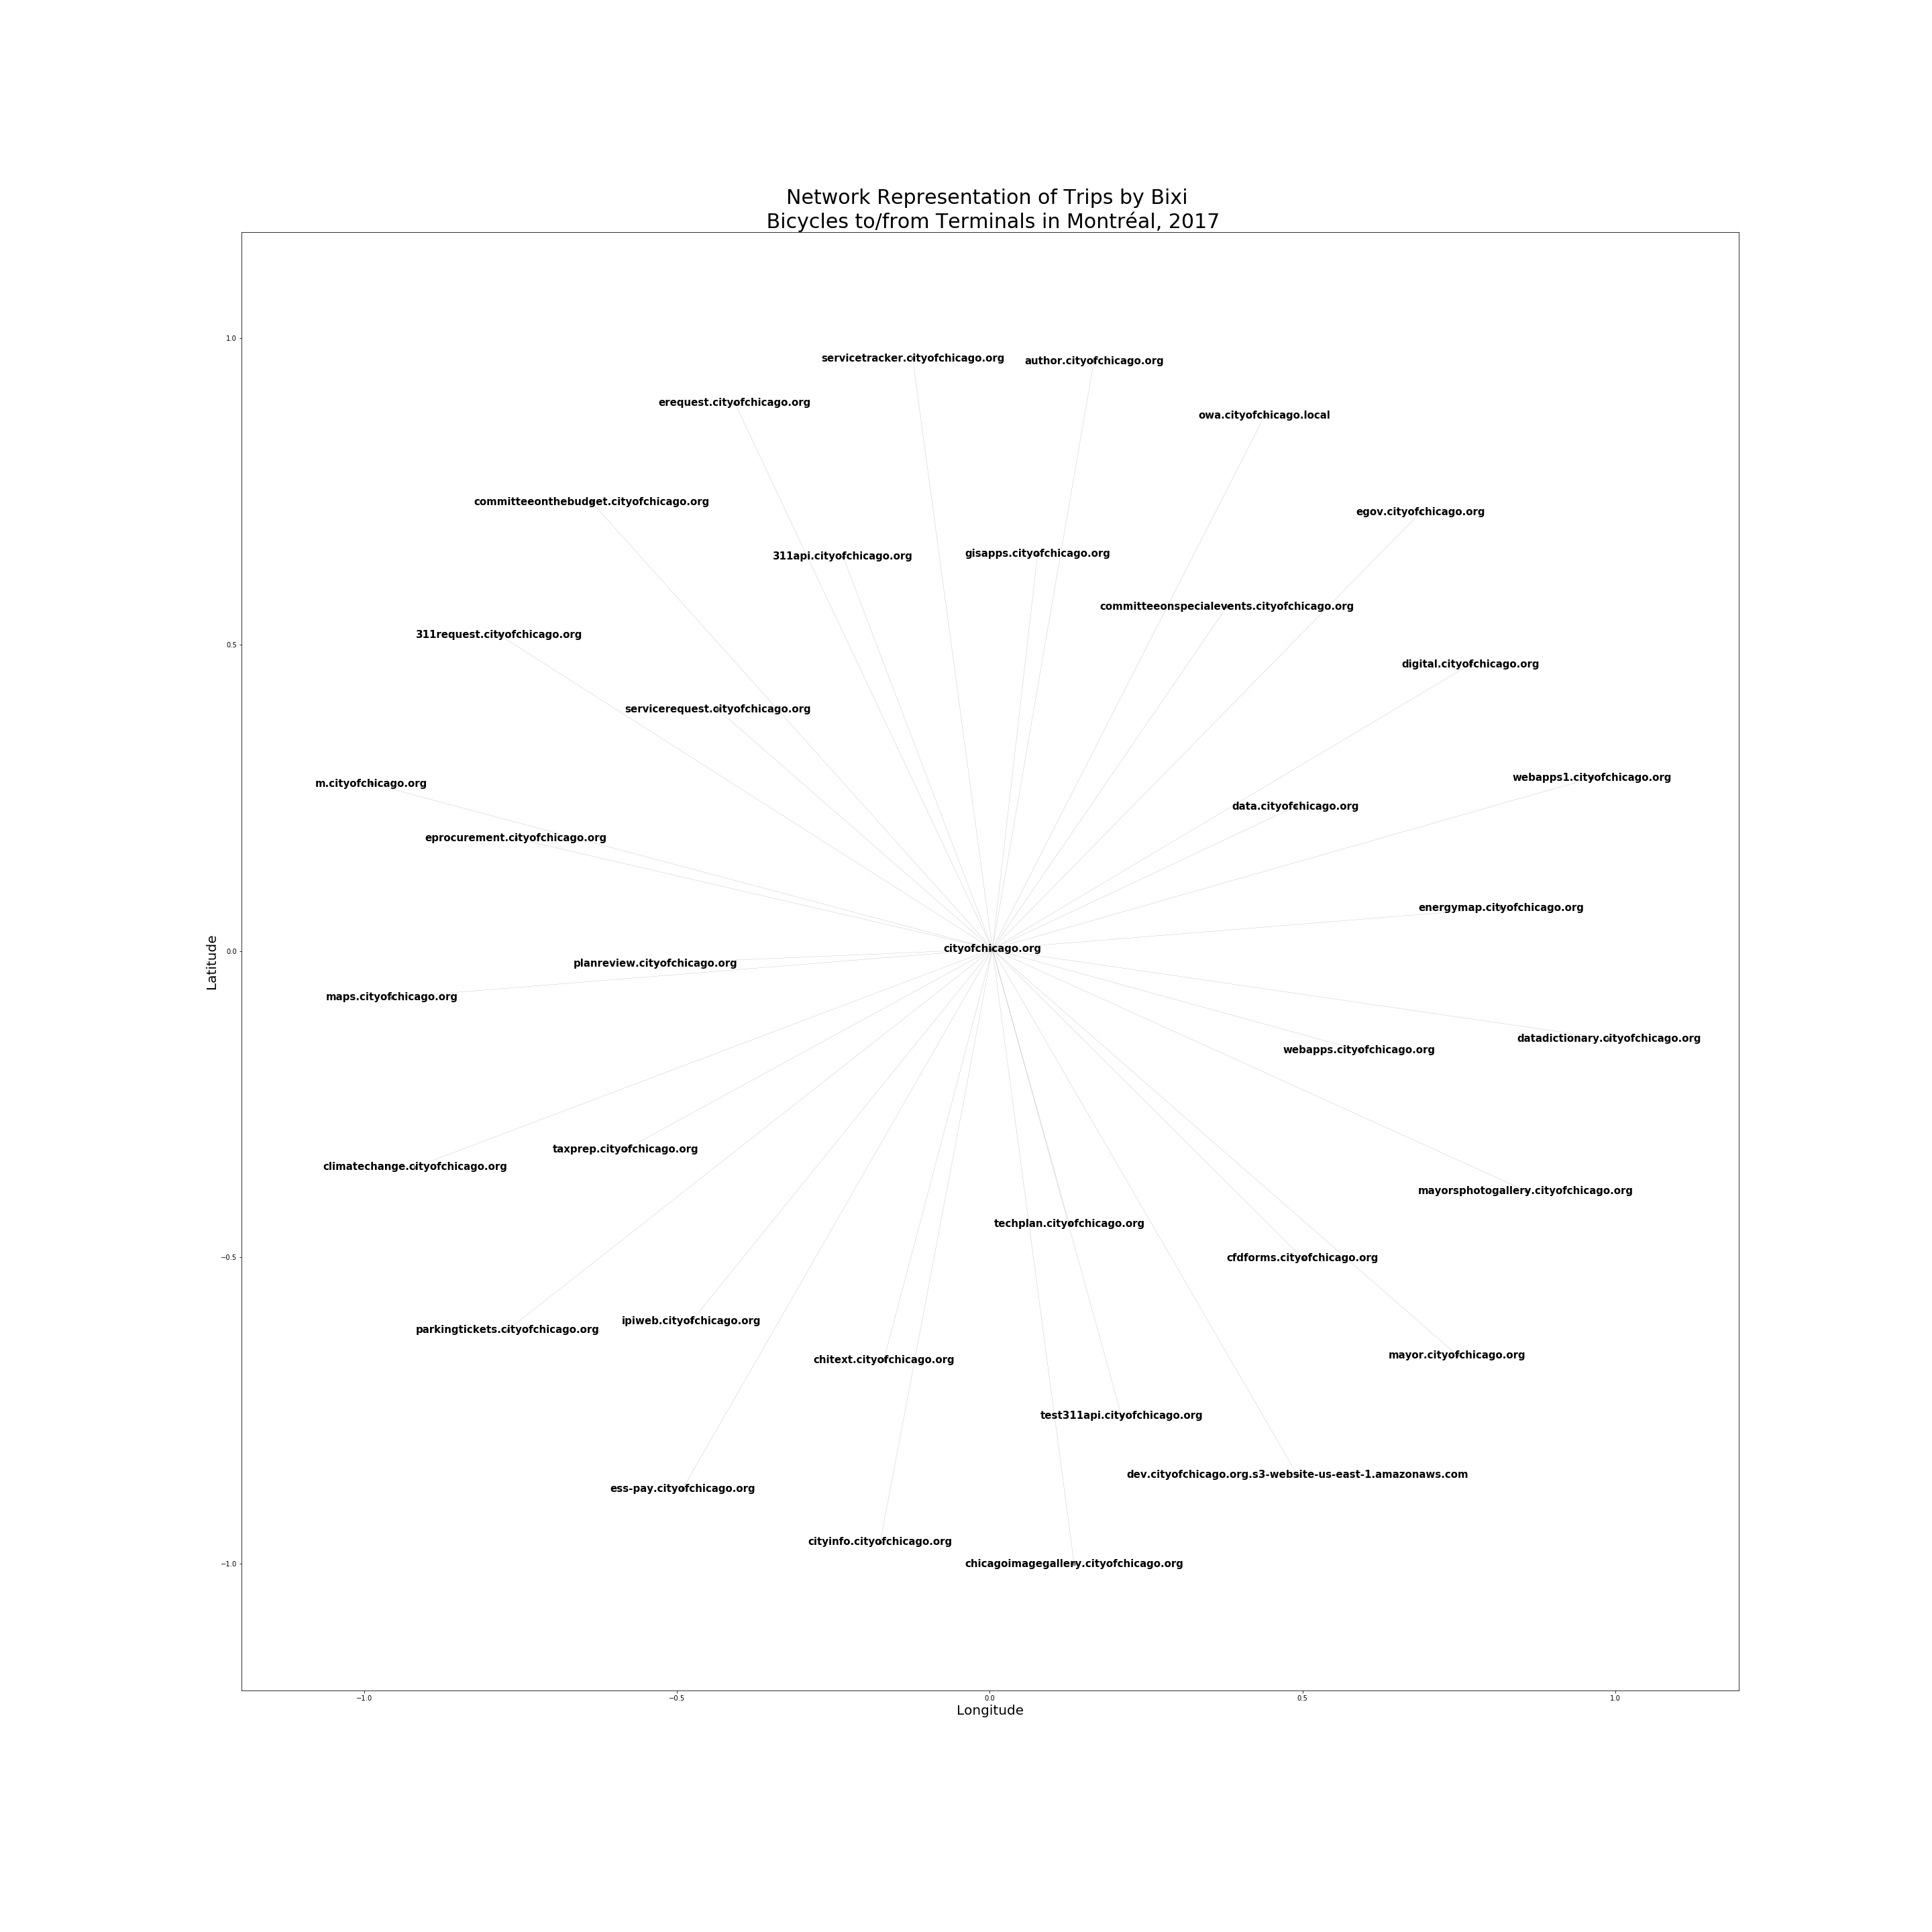 Network Representation of Trips by Bixi
Bicycles to/from Terminals in Montréal, 2017
1.0
servicetracker.cityofchicago.org
author.cityofchicago.org
erequest.cityofchicago.org
owa.cityofchicago.local
committeeonthebudget.cityofchicago.org
egov.cityofchicago.org
311api.cityofchicago.org
gisapps.cityofchicago.org
committeeonspecialevents.cityofchicago.org
311request.cityofchicago.org
0.5
digital.cityofchicago.org
servicerequest.cityofchicago.org
webapps1.cityofchicago.org
m.cityofchicago.org
data.cityofchicago.org
eprocurement.cityofchicago.org
energymap.cityofchicago.org
cityofchicago.org
0.0
Latitude
planreview.cityofchicago.org
maps.cityofchicago.org
datadictionary.cityofchicago.org
webapps.cityofchicago.org
taxprep.cityofchicago.org
climatechange.cityofchicago.org
mayorsphotogallery.cityofchicago.org
techplan.cityofchicago.org
−0.5
cfdforms.cityofchicago.org
ipiweb.cityofchicago.org
parkingtickets.cityofchicago.org
mayor.cityofchicago.org
chitext.cityofchicago.org
test311api.cityofchicago.org
dev.cityofchicago.org.s3-website-us-east-1.amazonaws.com
ess-pay.cityofchicago.org
cityinfo.cityofchicago.org
−1.0
chicagoimagegallery.cityofchicago.org
−1.0
−0.5
0.0
0.5
1.0
Longitude